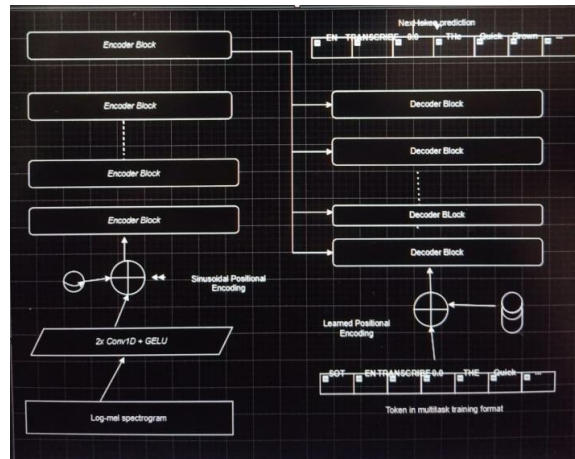 Next-token prediction
EN TRANSCRIBE 0.0 THe Quick Brown ...
Encoder Block
Encoder Block
Encoder Block
Encoder Block
Decoder Block
Decoder Block
Decoder BLock
Decoder Block
Sinusoidal Positional
Encoding
Learned Positional
Encoding
2x Conv1D + GELU
Log-mel spectrogram
SOT EN TRANSCRIBE 0.0 THE Quick ...
Token in multitask training format